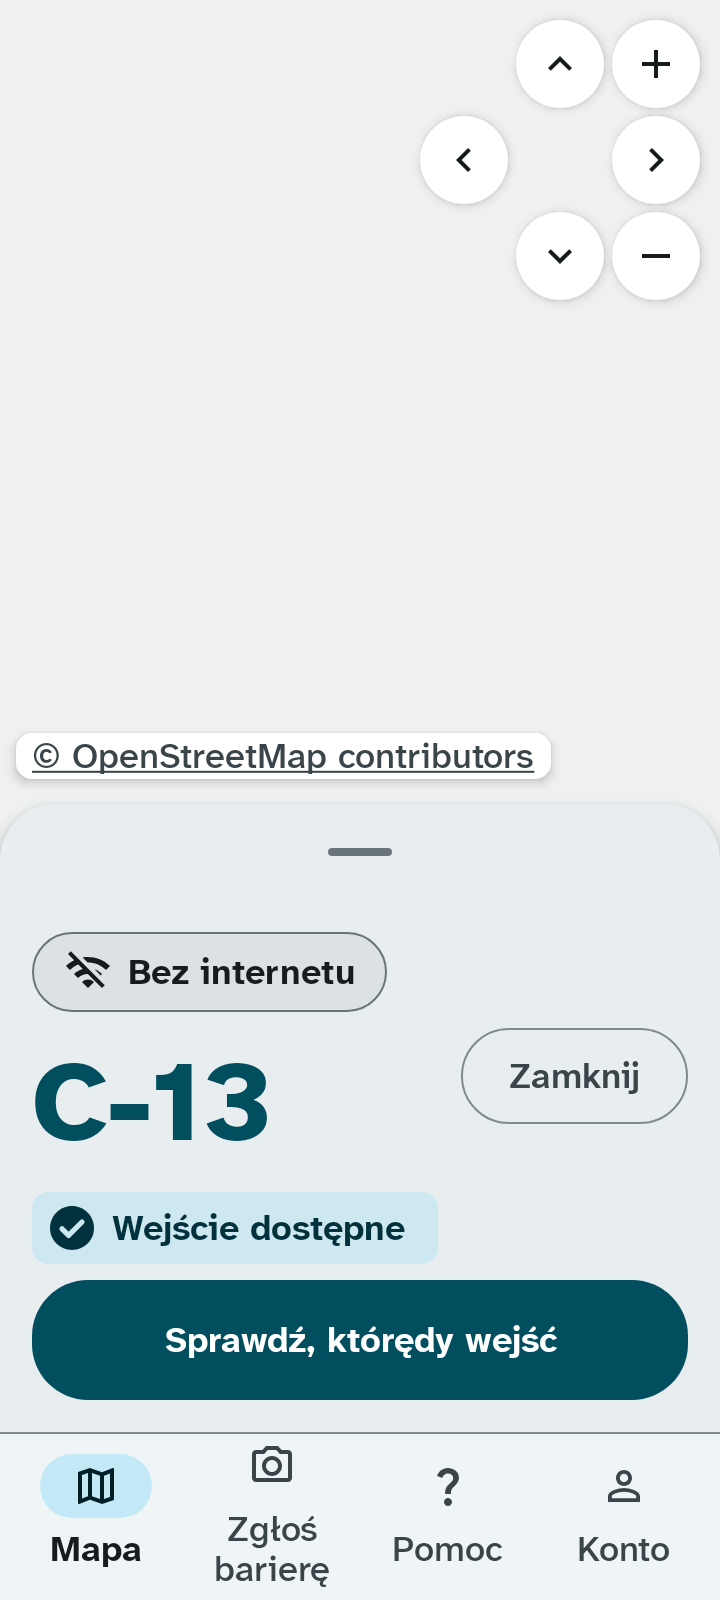 © OpenStreetMap contributors
Bez internetu
C-13
Zamknij
Wejście dostępne
Sprawdź, którędy wejść
Mapa
Zgłoś
barierę
Pomoc
Konto